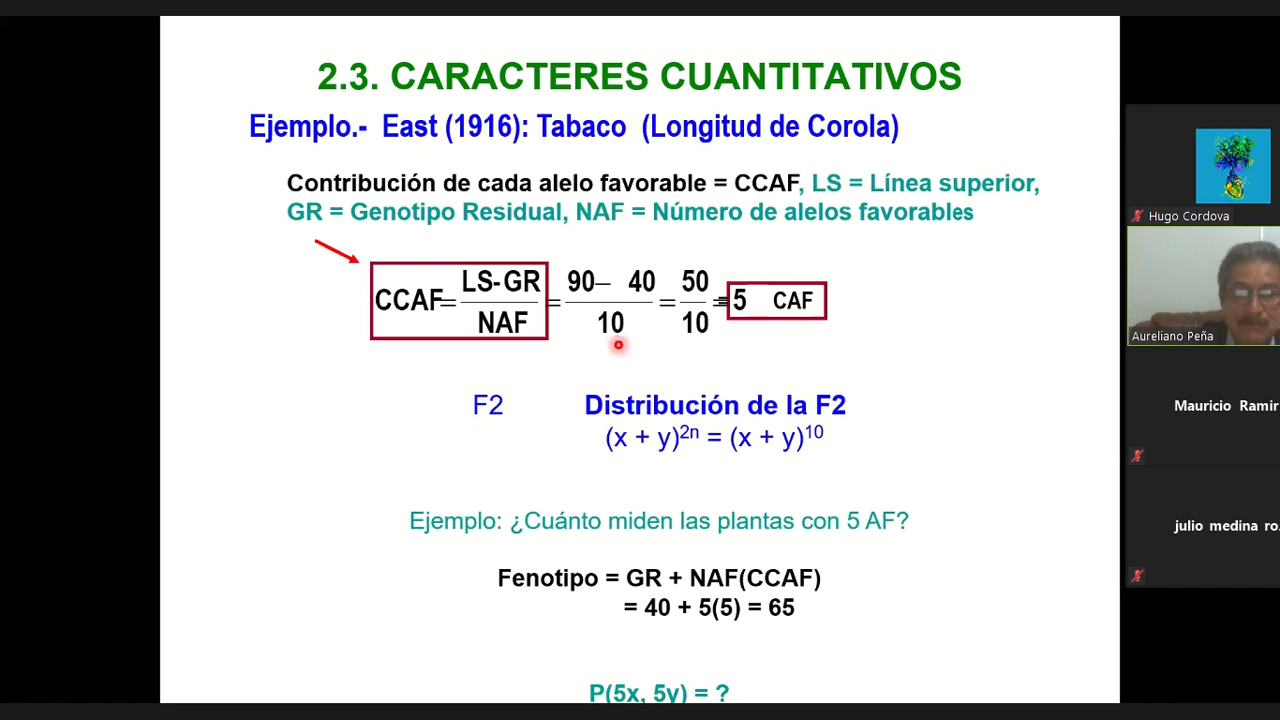 2.3. CARACTERES CUANTITATIVOS
Ejemplo.- East (1916): Tabaco (Longitud de Corola)
Contribución de cada alelo favorable = CCAF, LS = Línea superior,
GR = Genotipo Residual, NAF = Número de alelos favorables
CCAF = LS-GR / NAF = 90 – 40 / 10 = 50 / 10 = 5 CAF
F2 Distribución de la F2
(x + y)^2n = (x + y)^10
Ejemplo: ¿Cuánto miden las plantas con 5 AF?
Fenotipo = GR + NAF(CCAF)
= 40 + 5(5) = 65
P(5x, 5y) = ?
Hugo Cordova
Aureliano Peña
Mauricio Ramir
julio medina ro.